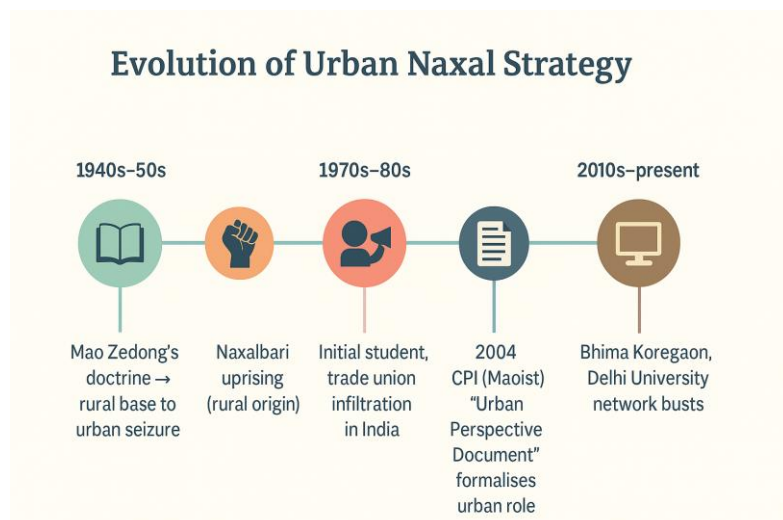 Evolution of Urban Naxal Strategy
1940s–50s
1970s–80s
2010s–present
Mao Zedong's
doctrine →
rural base to
urban seizure
Naxalbari
uprising
(rural origin)
Initial student,
trade union
infiltration
in India
2004
CPI (Maoist)
“Urban
Perspective
Document”
formalises
urban role
Bhima Koregaon,
Delhi University
network busts